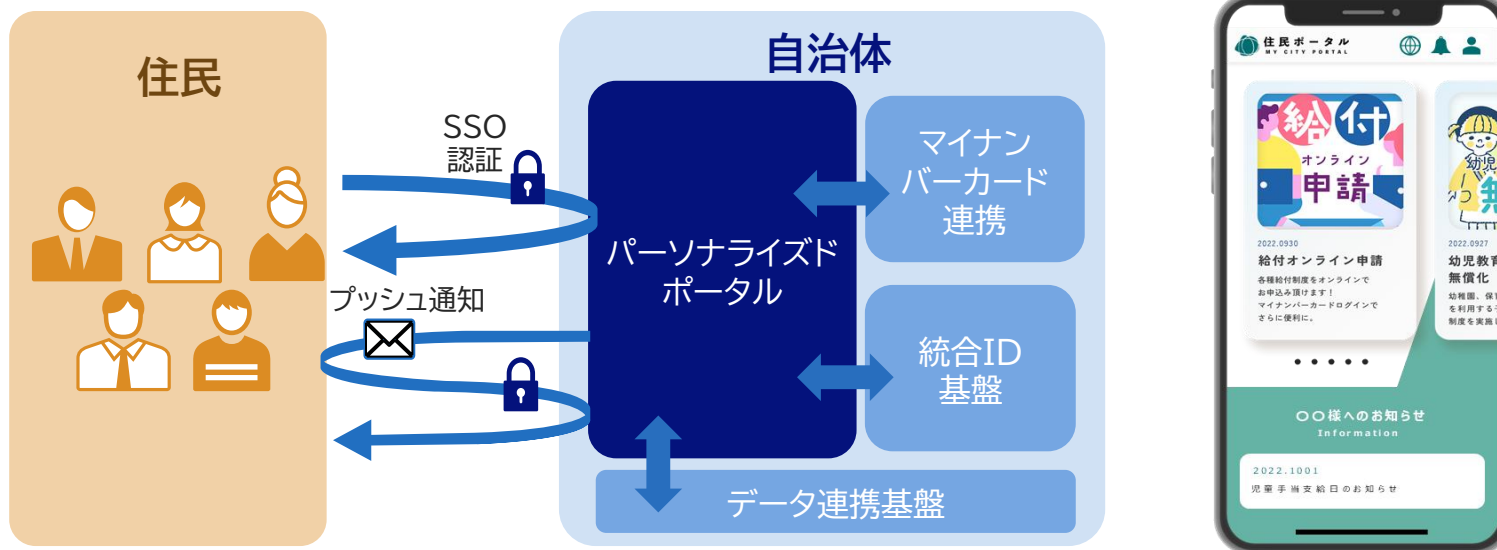 住民
SSO
認証
プッシュ通知
自治体
パーソナライズド
ポータル
マイナン
バーカード
連携
統合ID
基盤
データ連携基盤
住民ポータル
MY CITY PORTAL
給付
オンライン
申請
2022.0930
給付オンライン申請
各種給付制度をオンラインで
お申込み頂けます！
マイナンバーカードログインで
さらに便利に。
幼児
無
2022.0927
幼児教育
無償化
幼稚園、保育
を利用する子
制度を実施し
〇〇様へのお知らせ
Information
2022.1001
児童手当支給日のお知らせ